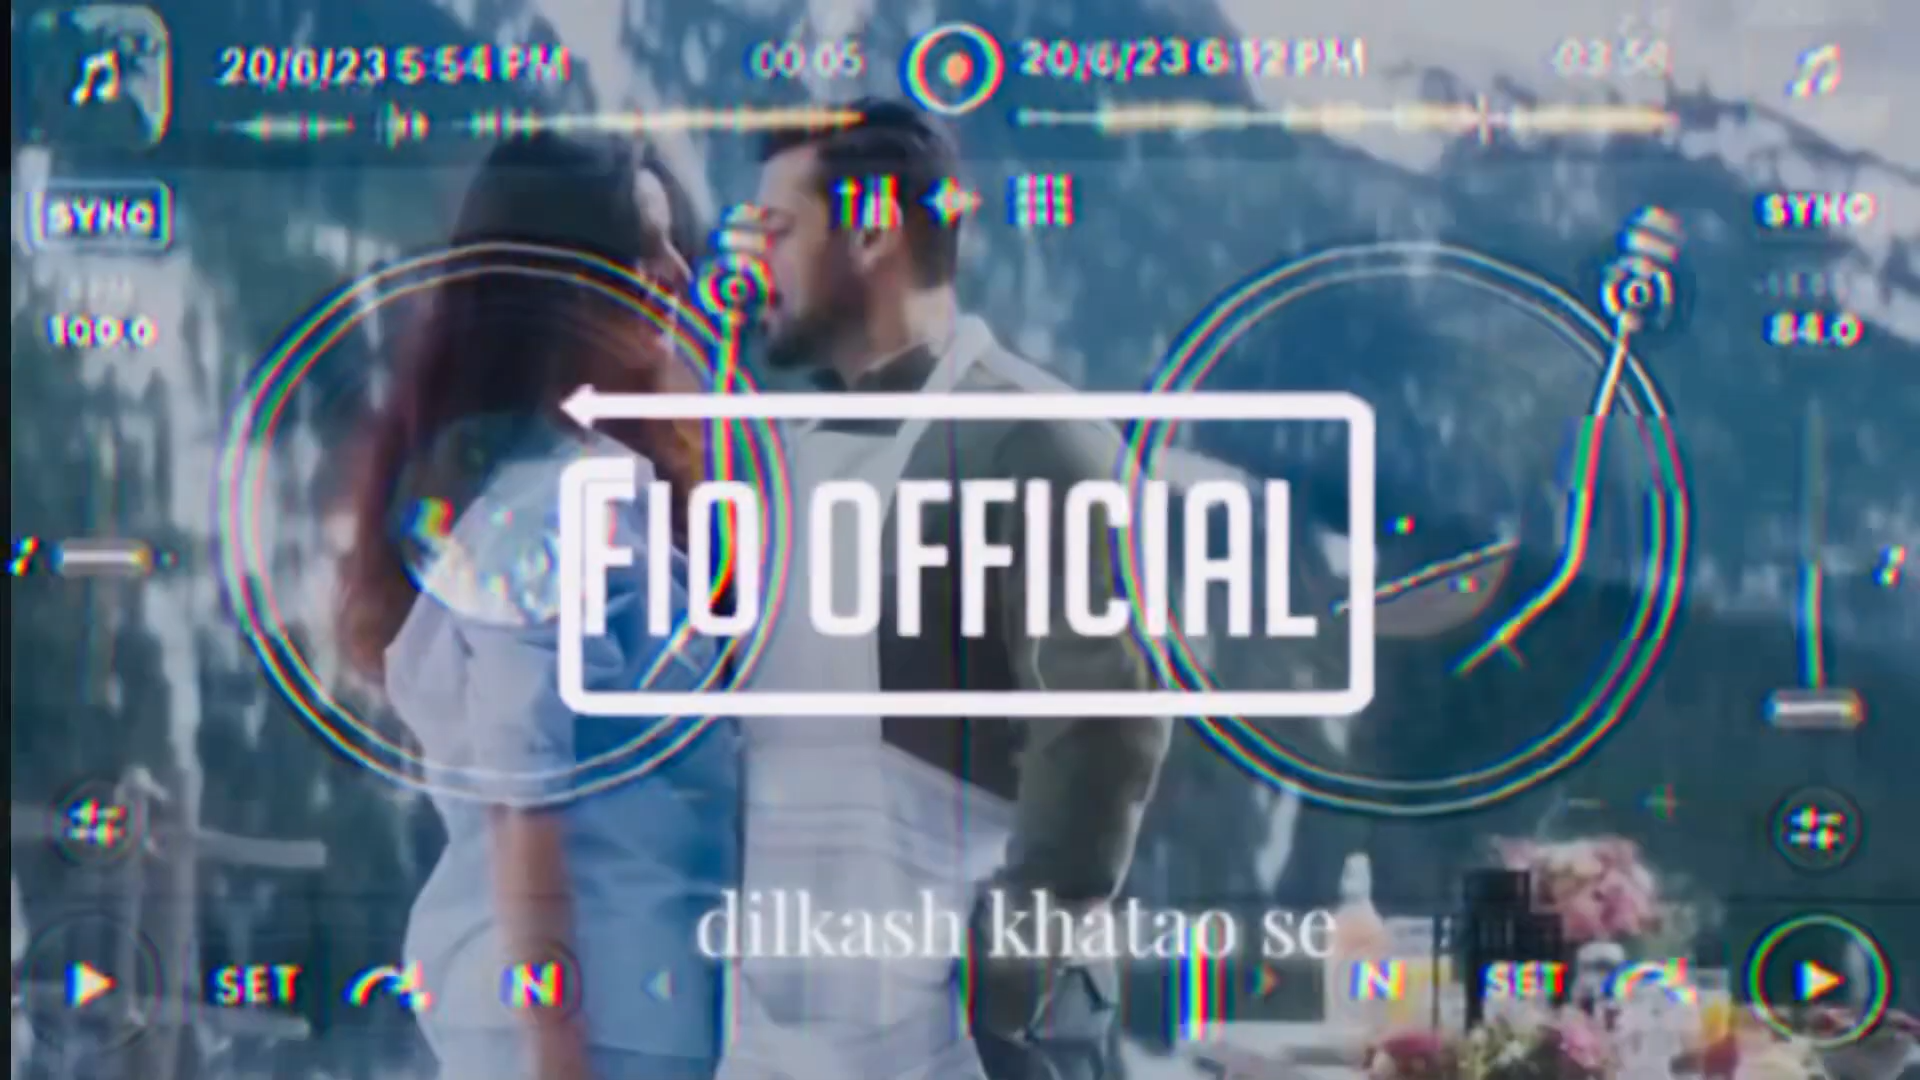 20/6/23 5:54 PM 00:05 20/6/23 6:12 PM
SYNC SYNC
100.0 84.0
FIO OFFICIAL
dilkash khatao se
SET N N SET